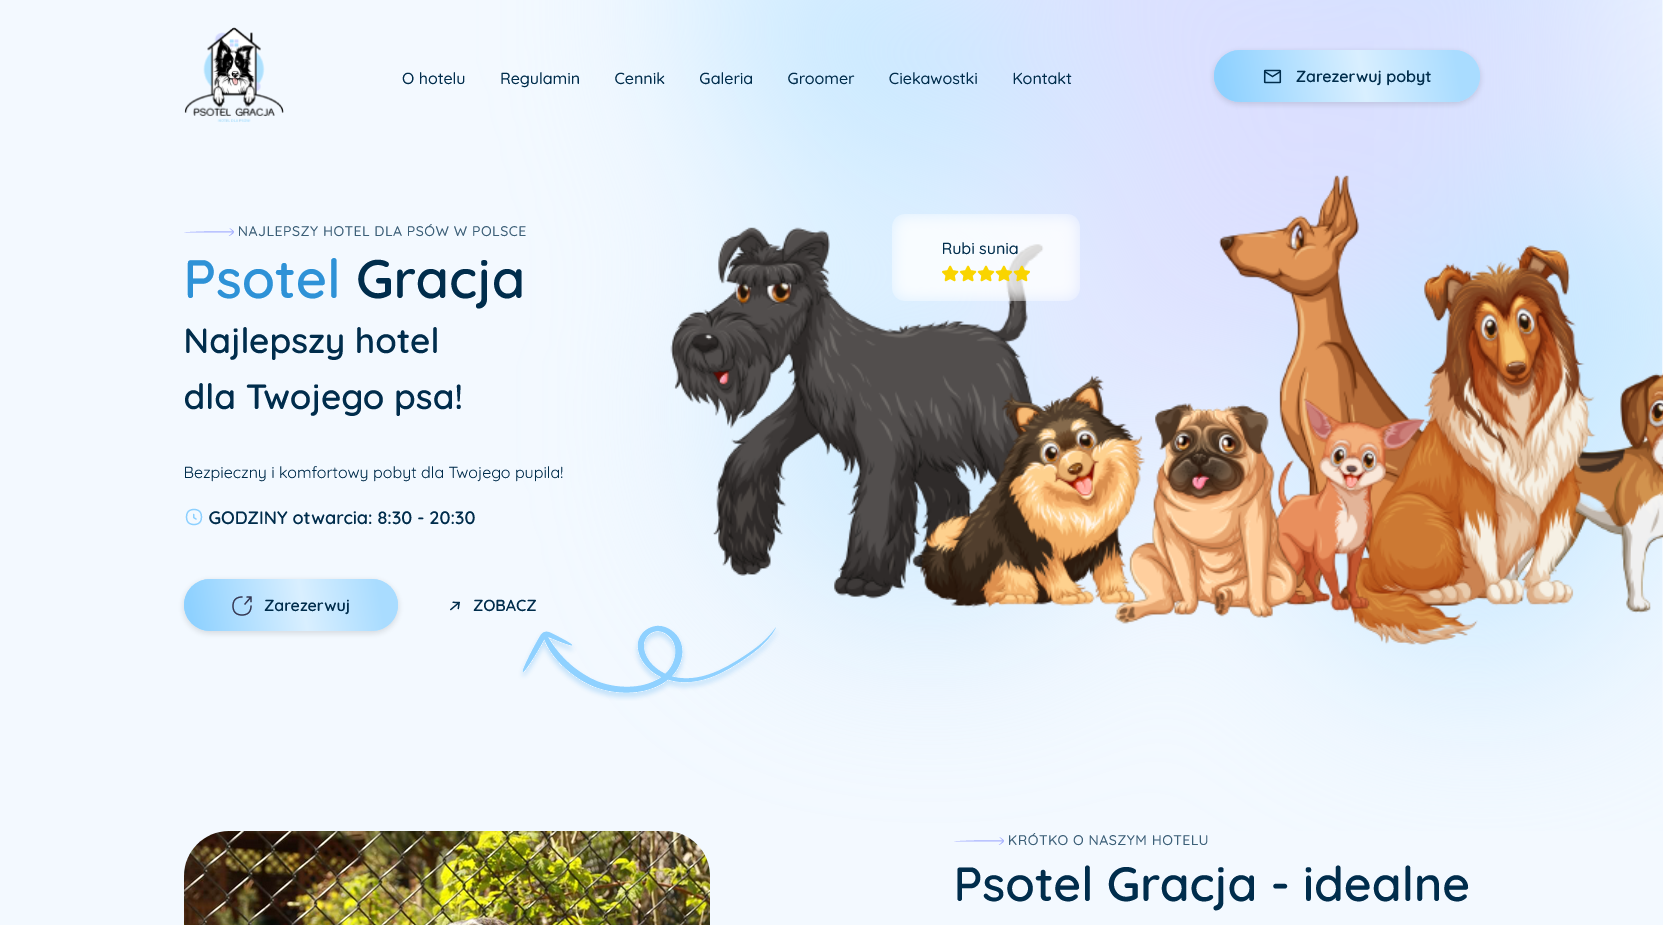 PSOTEL GRACJA
O hotelu
Regulamin
Cennik
Galeria
Groomer
Ciekawostki
Kontakt
Zarezerwuj pobyt
NAJLEPSZY HOTEL DLA PSÓW W POLSCE
Psotel Gracja
Najlepszy hotel
dla Twojego psa!
Bezpieczny i komfortowy pobyt dla Twojego pupila!
GODZINY otwarcia: 8:30 - 20:30
Zarezerwuj
ZOBACZ
Rubi sunia
KRÓTKO O NASZYM HOTELU
Psotel Gracja - idealne